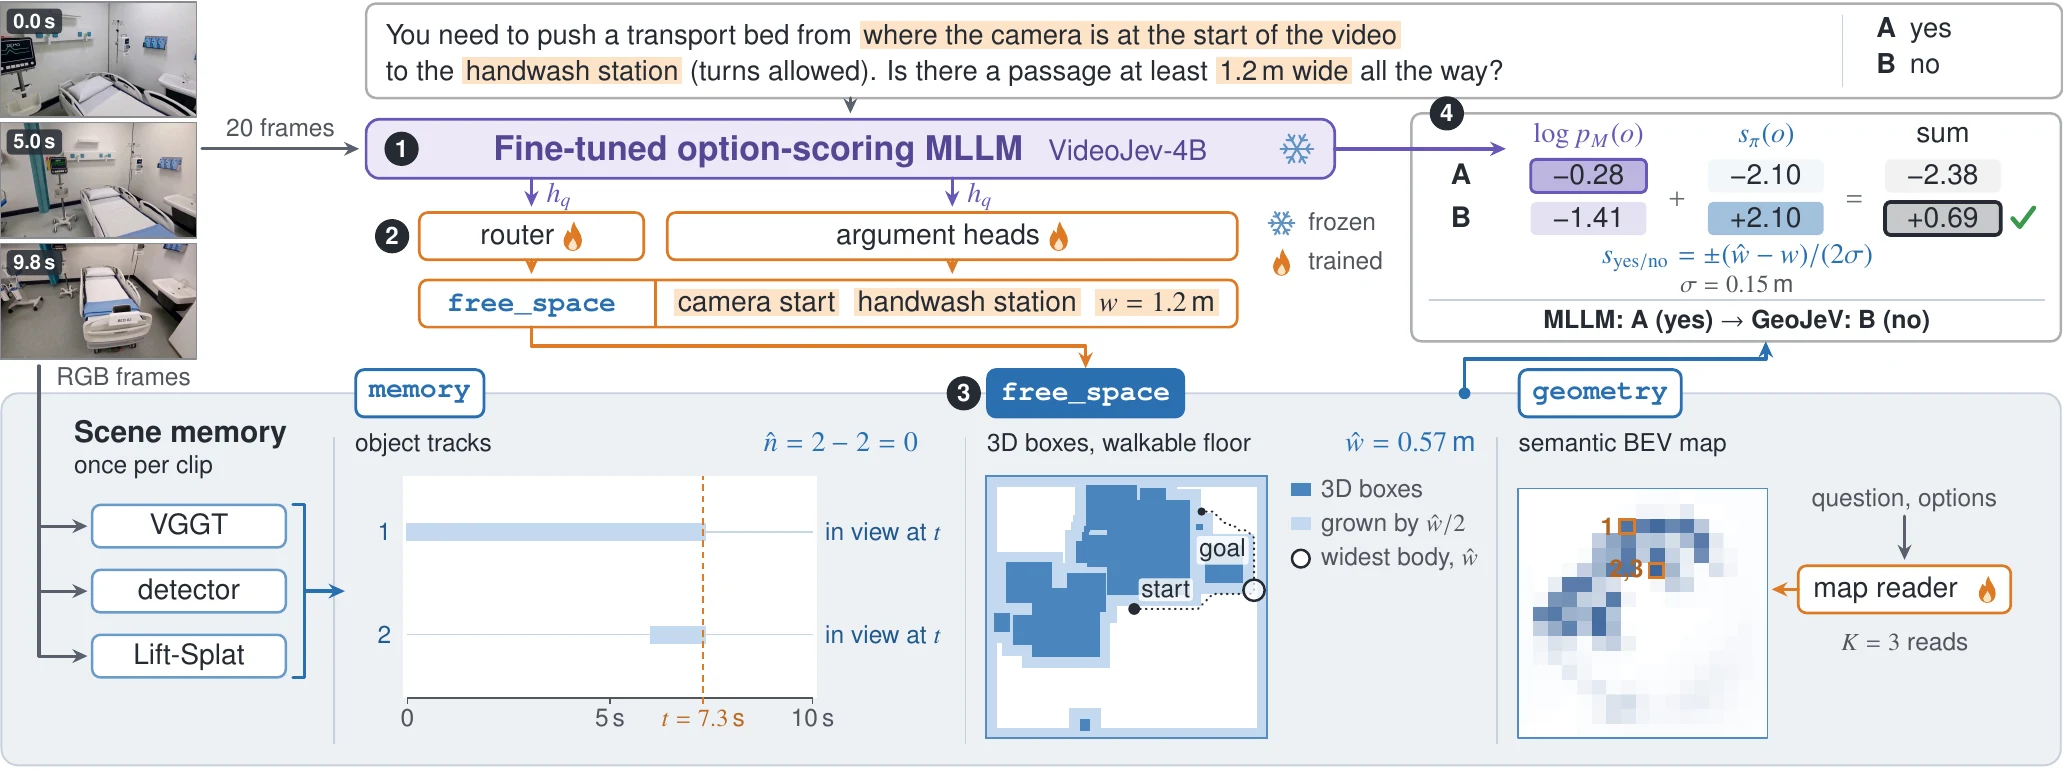 0.0 s
5.0 s
9.8 s
20 frames
RGB frames
You need to push a transport bed from where the camera is at the start of the video
to the handwash station (turns allowed). Is there a passage at least 1.2 m wide all the way?
A yes
B no
1 Fine-tuned option-scoring MLLM VideoJev-4B
h_q h_q
2 router argument heads
free_space camera start handwash station w = 1.2 m
frozen
trained
4
log p_M(o) s_π(o) sum
A −0.28 −2.10 −2.38
+ =
B −1.41 +2.10 +0.69
s_yes/no = ±(ŵ − w)/(2σ)
σ = 0.15 m
MLLM: A (yes) → GeoJeV: B (no)
Scene memory
once per clip
VGGT
detector
Lift-Splat
memory
object tracks n̂ = 2 − 2 = 0
1 in view at t
2 in view at t
0 5 s t = 7.3 s 10 s
3 free_space
3D boxes, walkable floor ŵ = 0.57 m
goal
start
3D boxes
grown by ŵ/2
widest body, ŵ
geometry
semantic BEV map
1
2,3
question, options
map reader
K = 3 reads